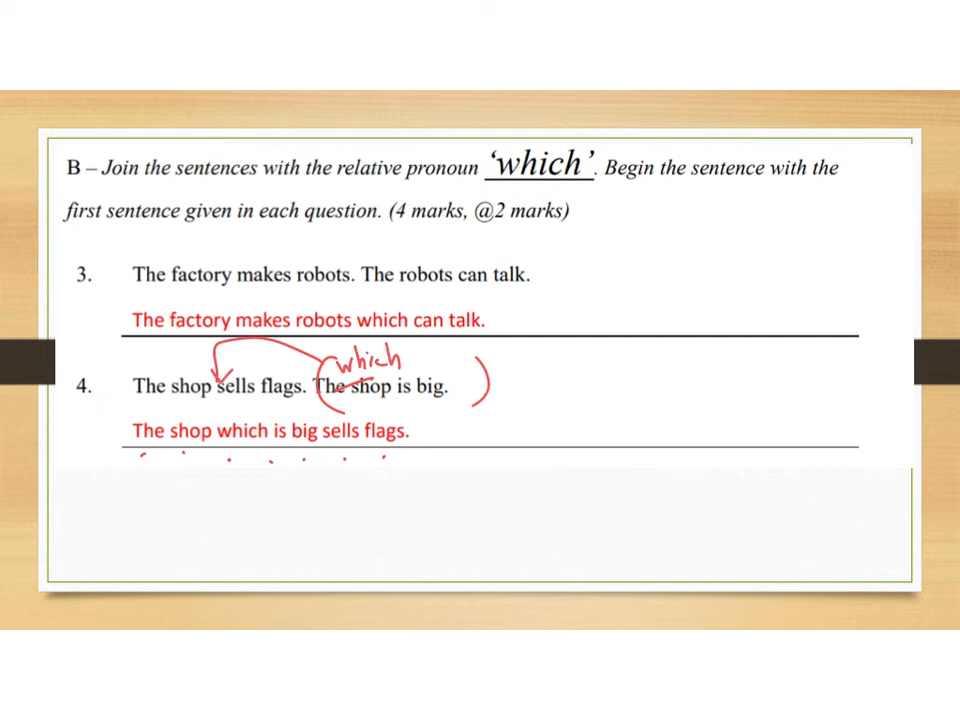 B – Join the sentences with the relative pronoun ‘which’. Begin the sentence with the
first sentence given in each question. (4 marks, @2 marks)
3. The factory makes robots. The robots can talk.
The factory makes robots which can talk.
which
4. The shop sells flags. The shop is big.
The shop which is big sells flags.